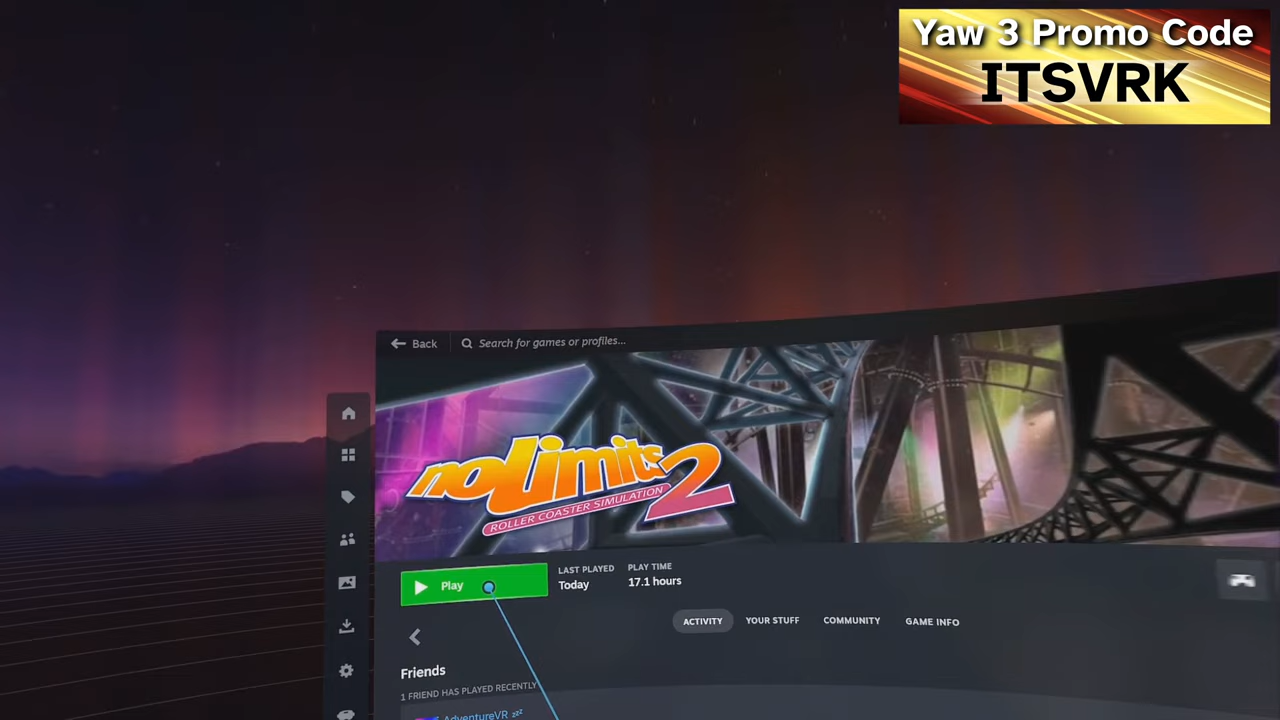 Yaw 3 Promo Code
ITSVRK
Back
Search for games or profiles...
noLimits 2
ROLLER COASTER SIMULATION
Play
LAST PLAYED
Today
PLAY TIME
17.1 hours
ACTIVITY
YOUR STUFF
COMMUNITY
GAME INFO
Friends
1 FRIEND HAS PLAYED RECENTLY
AdventureVR zzz